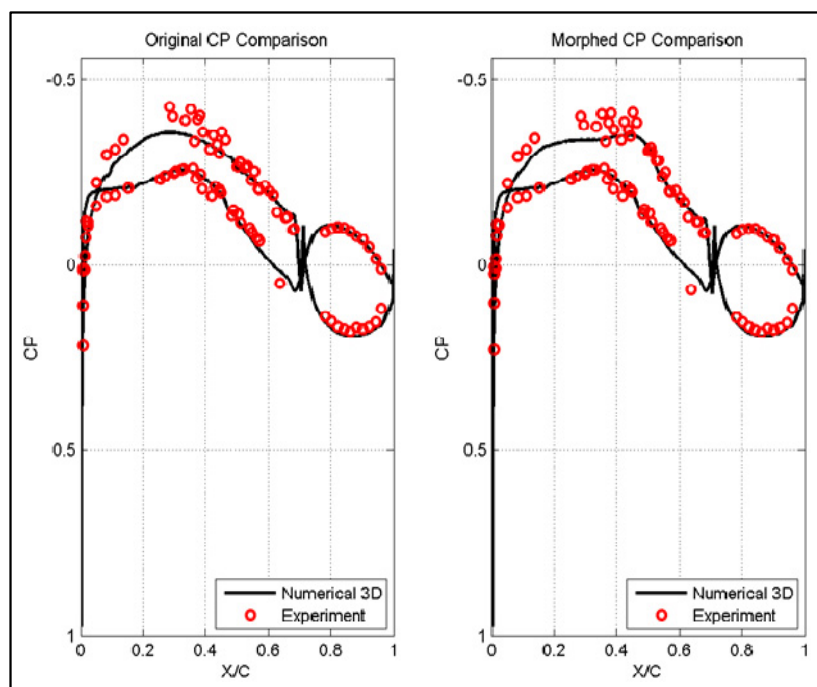 Original CP Comparison
-0.5
0
0.5
1
CP
0
0.2
0.4
0.6
0.8
1
X/C
Numerical 3D
Experiment
Morphed CP Comparison
-0.5
0
0.5
1
CP
0
0.2
0.4
0.6
0.8
1
X/C
Numerical 3D
Experiment